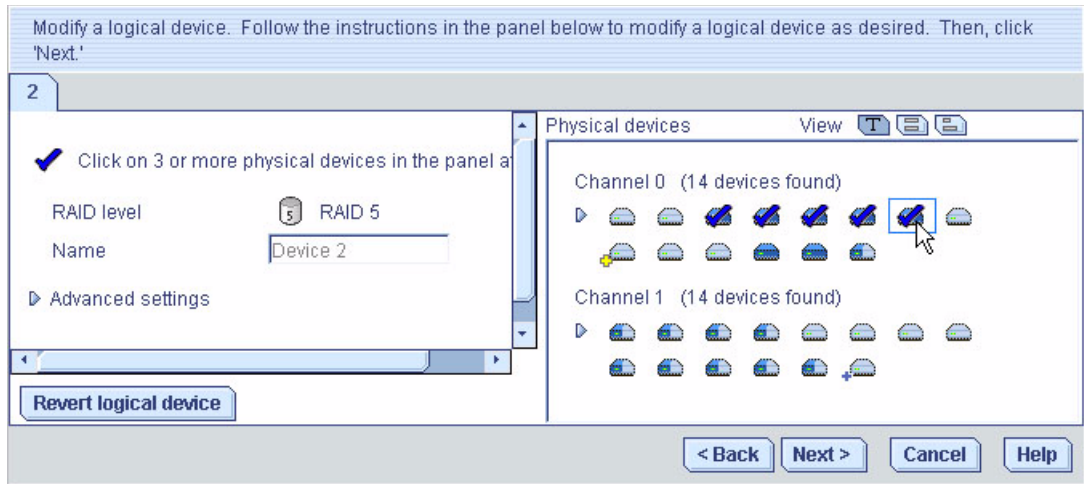 Modify a logical device. Follow the instructions in the panel below to modify a logical device as desired. Then, click
'Next.'
2
Click on 3 or more physical devices in the panel a
RAID level
5
RAID 5
Name
Device 2
Advanced settings
Revert logical device
Physical devices
View
T
Channel 0 (14 devices found)
Channel 1 (14 devices found)
< Back
Next >
Cancel
Help